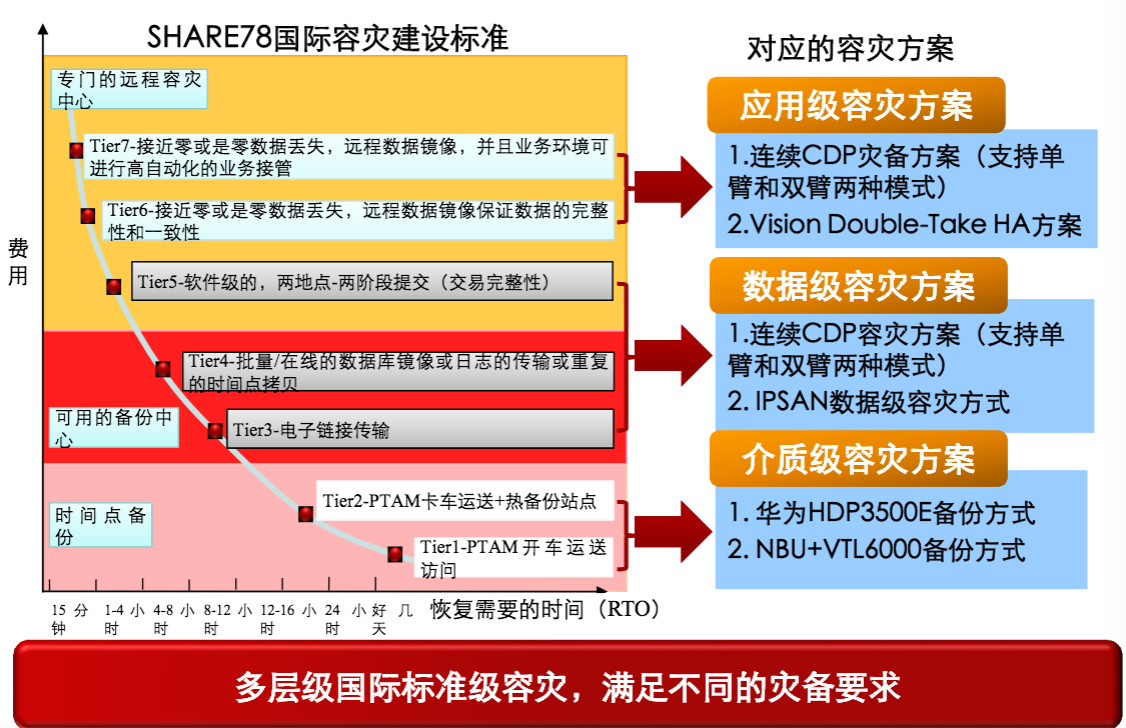 SHARE78国际容灾建设标准
对应的容灾方案
专门的远程容灾
中心
Tier7-接近零或是零数据丢失，远程数据镜像，并且业务环境可
进行高自动化的业务接管
Tier6-接近零或是零数据丢失，远程数据镜像保证数据的完整
性和一致性
Tier5-软件级的，两地点-两阶段提交（交易完整性）
Tier4-批量/在线的数据库镜像或日志的传输或重复
的时间点拷贝
可用的备份中
心
Tier3-电子链接传输
Tier2-PTAM卡车运送+热备份站点
时间点备
份
Tier1-PTAM开车运送
访问
费
用
15 分
钟
1-4 小
时
4-8 小
时
8-12 小
时
12-16 小
时
24 小
时
好几
天
恢复需要的时间（RTO）
应用级容灾方案
1.连续CDP灾备方案（支持单
臂和双臂两种模式）
2.Vision Double-Take HA方案
数据级容灾方案
1.连续CDP容灾方案（支持单
臂和双臂两种模式）
2. IPSAN数据级容灾方式
介质级容灾方案
1. 华为HDP3500E备份方式
2. NBU+VTL6000备份方式
多层级国际标准级容灾，满足不同的灾备要求